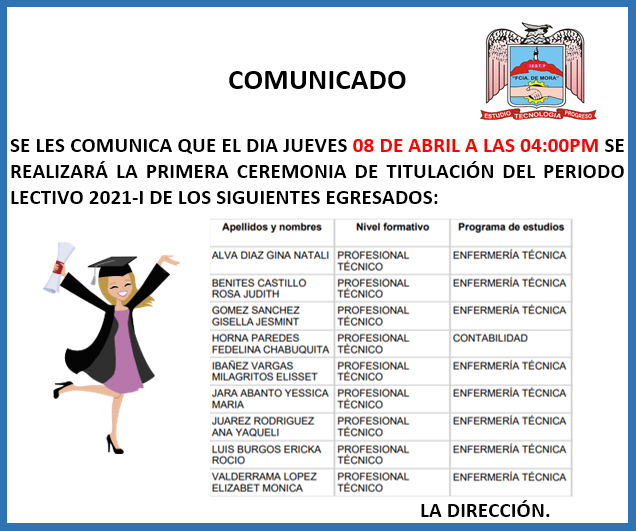 COMUNICADO
I.E.S.T.P
"FCIA. DE MORA"
ESTUDIO TECNOLOGÍA PROGRESO
SE LES COMUNICA QUE EL DIA JUEVES 08 DE ABRIL A LAS 04:00PM SE
REALIZARÁ LA PRIMERA CEREMONIA DE TITULACIÓN DEL PERIODO
LECTIVO 2021-I DE LOS SIGUIENTES EGRESADOS:
Apellidos y nombres Nivel formativo Programa de estudios
ALVA DIAZ GINA NATALI PROFESIONAL ENFERMERÍA TÉCNICA
TÉCNICO
BENITES CASTILLO PROFESIONAL ENFERMERÍA TÉCNICA
ROSA JUDITH TÉCNICO
GOMEZ SANCHEZ PROFESIONAL ENFERMERÍA TÉCNICA
GISELLA JESMINT TÉCNICO
HORNA PAREDES PROFESIONAL CONTABILIDAD
FEDELINA CHABUQUITA TÉCNICO
IBAÑEZ VARGAS PROFESIONAL ENFERMERÍA TÉCNICA
MILAGRITOS ELISSET TÉCNICO
JARA ABANTO YESSICA PROFESIONAL ENFERMERÍA TÉCNICA
MARIA TÉCNICO
JUAREZ RODRIGUEZ PROFESIONAL ENFERMERÍA TÉCNICA
ANA YAQUELI TÉCNICO
LUIS BURGOS ERICKA PROFESIONAL ENFERMERÍA TÉCNICA
ROCIO TÉCNICO
VALDERRAMA LOPEZ PROFESIONAL ENFERMERÍA TÉCNICA
ELIZABET MONICA TÉCNICO
LA DIRECCIÓN.